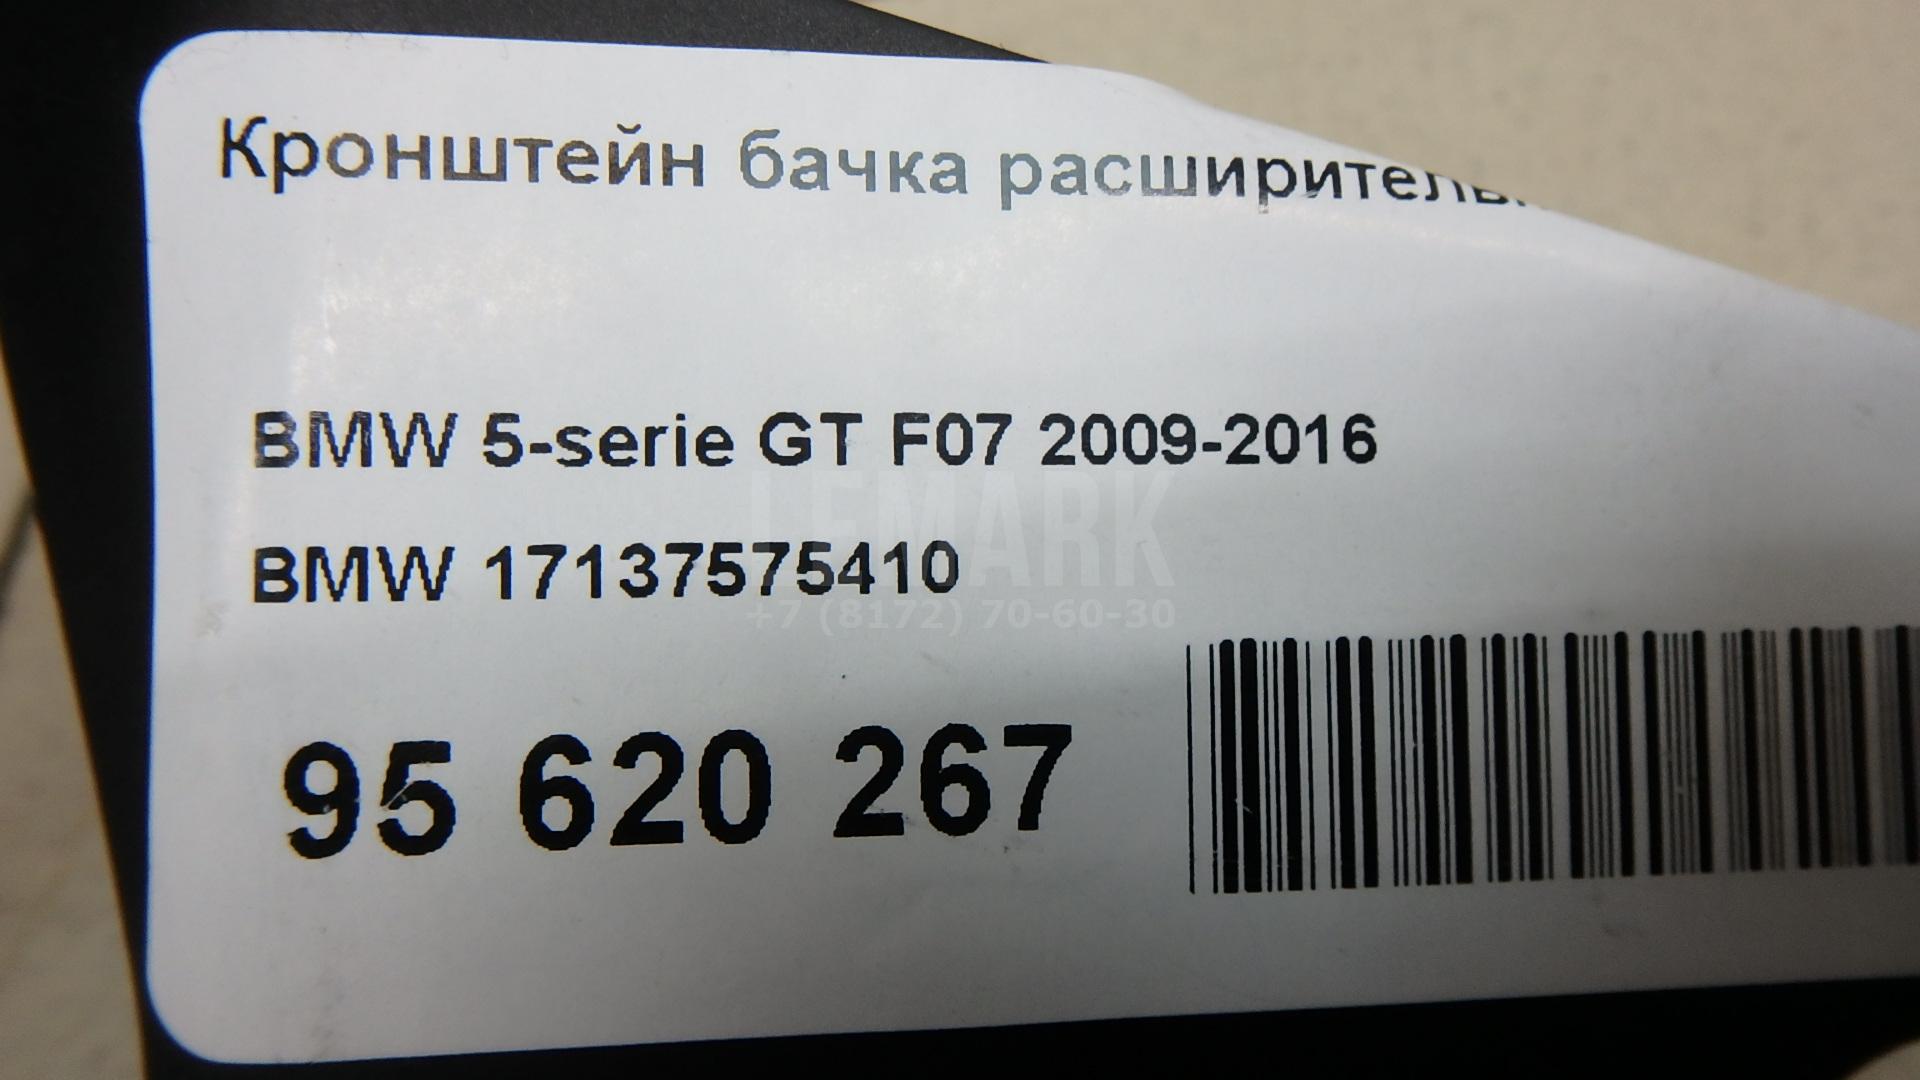 Кронштейн бачка
BMW 5-serie GT F07 2009-2016
BMW 17137575410
LEMARK
+7 (8172) 70-60-30
95 620 267